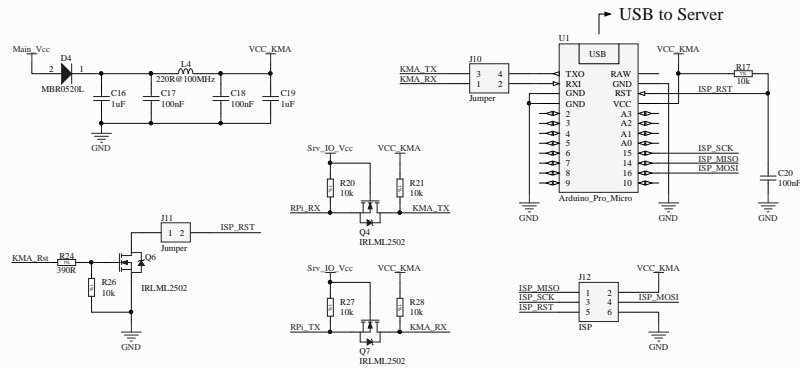 USB to Server
Main_Vcc
D4
2
1
MBR0520L
L4
220R@100MHz
VCC_KMA
C16
1uF
C17
100nF
C18
100nF
C19
1uF
GND
J10
KMA_TX
KMA_RX
3 4
1 2
Jumper
U1
USB
TXO RAW
RXI GND
GND RST
GND VCC
2 A3
3 A2
4 A1
5 A0
6 15
7 14
8 16
9 10
Arduino_Pro_Micro
GND
GND
VCC_KMA
R17
10k
ISP_RST
ISP_SCK
ISP_MISO
ISP_MOSI
C20
100nF
GND
Srv_IO_Vcc
VCC_KMA
R20
10k
R21
10k
RPi_RX
KMA_TX
Q4
IRLML2502
J11
1 2
Jumper
ISP_RST
KMA_Rst
R24
390R
R26
10k
Q6
IRLML2502
GND
Srv_IO_Vcc
VCC_KMA
R27
10k
R28
10k
RPi_TX
KMA_RX
Q7
IRLML2502
J12
VCC_KMA
ISP_MISO
ISP_SCK
ISP_RST
1 2
3 4
5 6
ISP_MOSI
ISP
GND